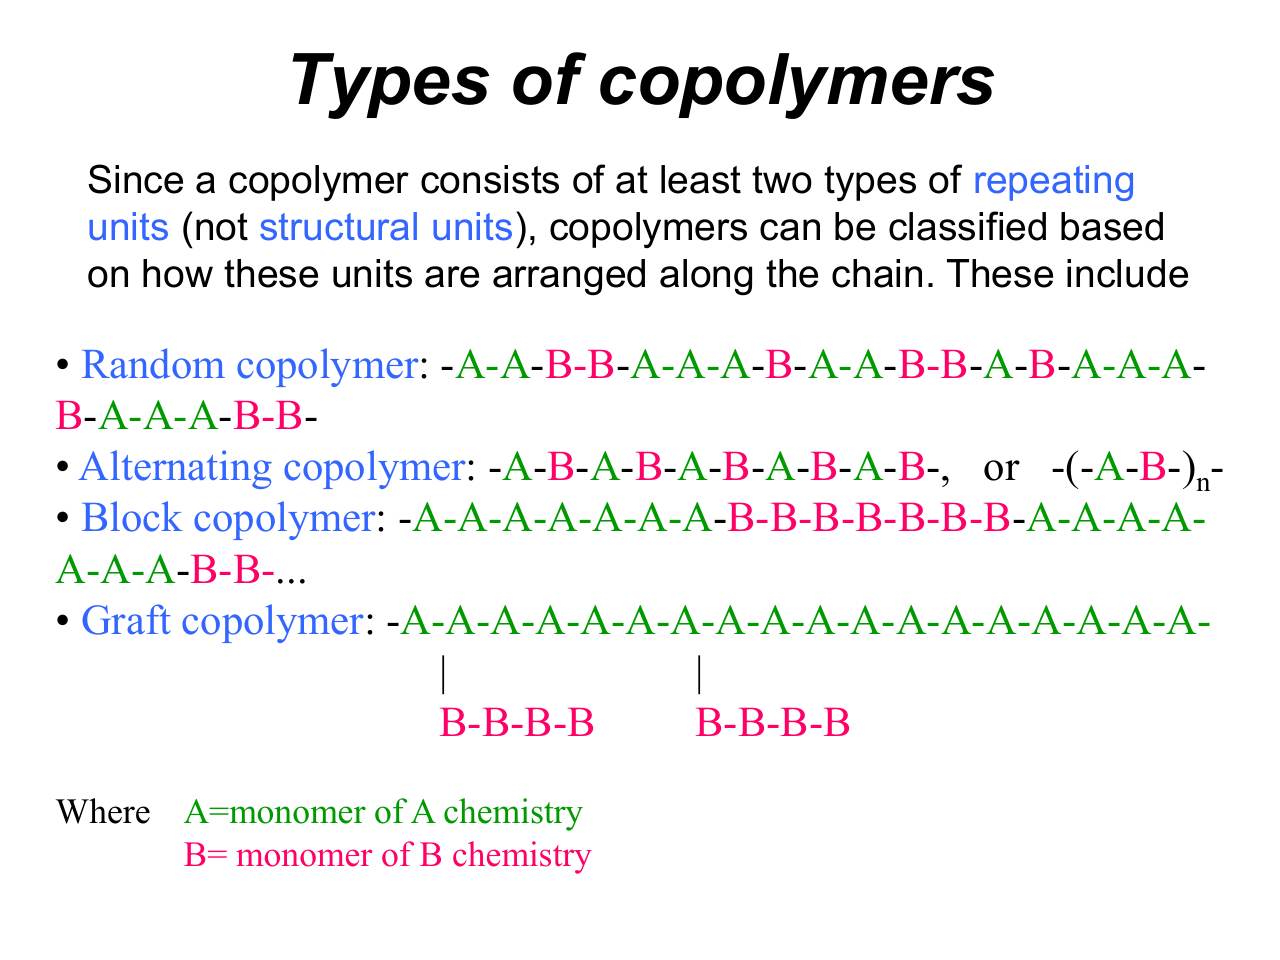 Types of copolymers
Since a copolymer consists of at least two types of repeating
units (not structural units), copolymers can be classified based
on how these units are arranged along the chain. These include
• Random copolymer: -A-A-B-B-A-A-A-B-A-A-B-B-A-B-A-A-A-
B-A-A-A-B-B-
• Alternating copolymer: -A-B-A-B-A-B-A-B-A-B-, or -(-A-B-)n-
• Block copolymer: -A-A-A-A-A-A-A-B-B-B-B-B-B-B-A-A-A-A-
A-A-A-B-B-...
• Graft copolymer: -A-A-A-A-A-A-A-A-A-A-A-A-A-A-A-A-A-A-
| |
B-B-B-B B-B-B-B
Where A=monomer of A chemistry
B= monomer of B chemistry